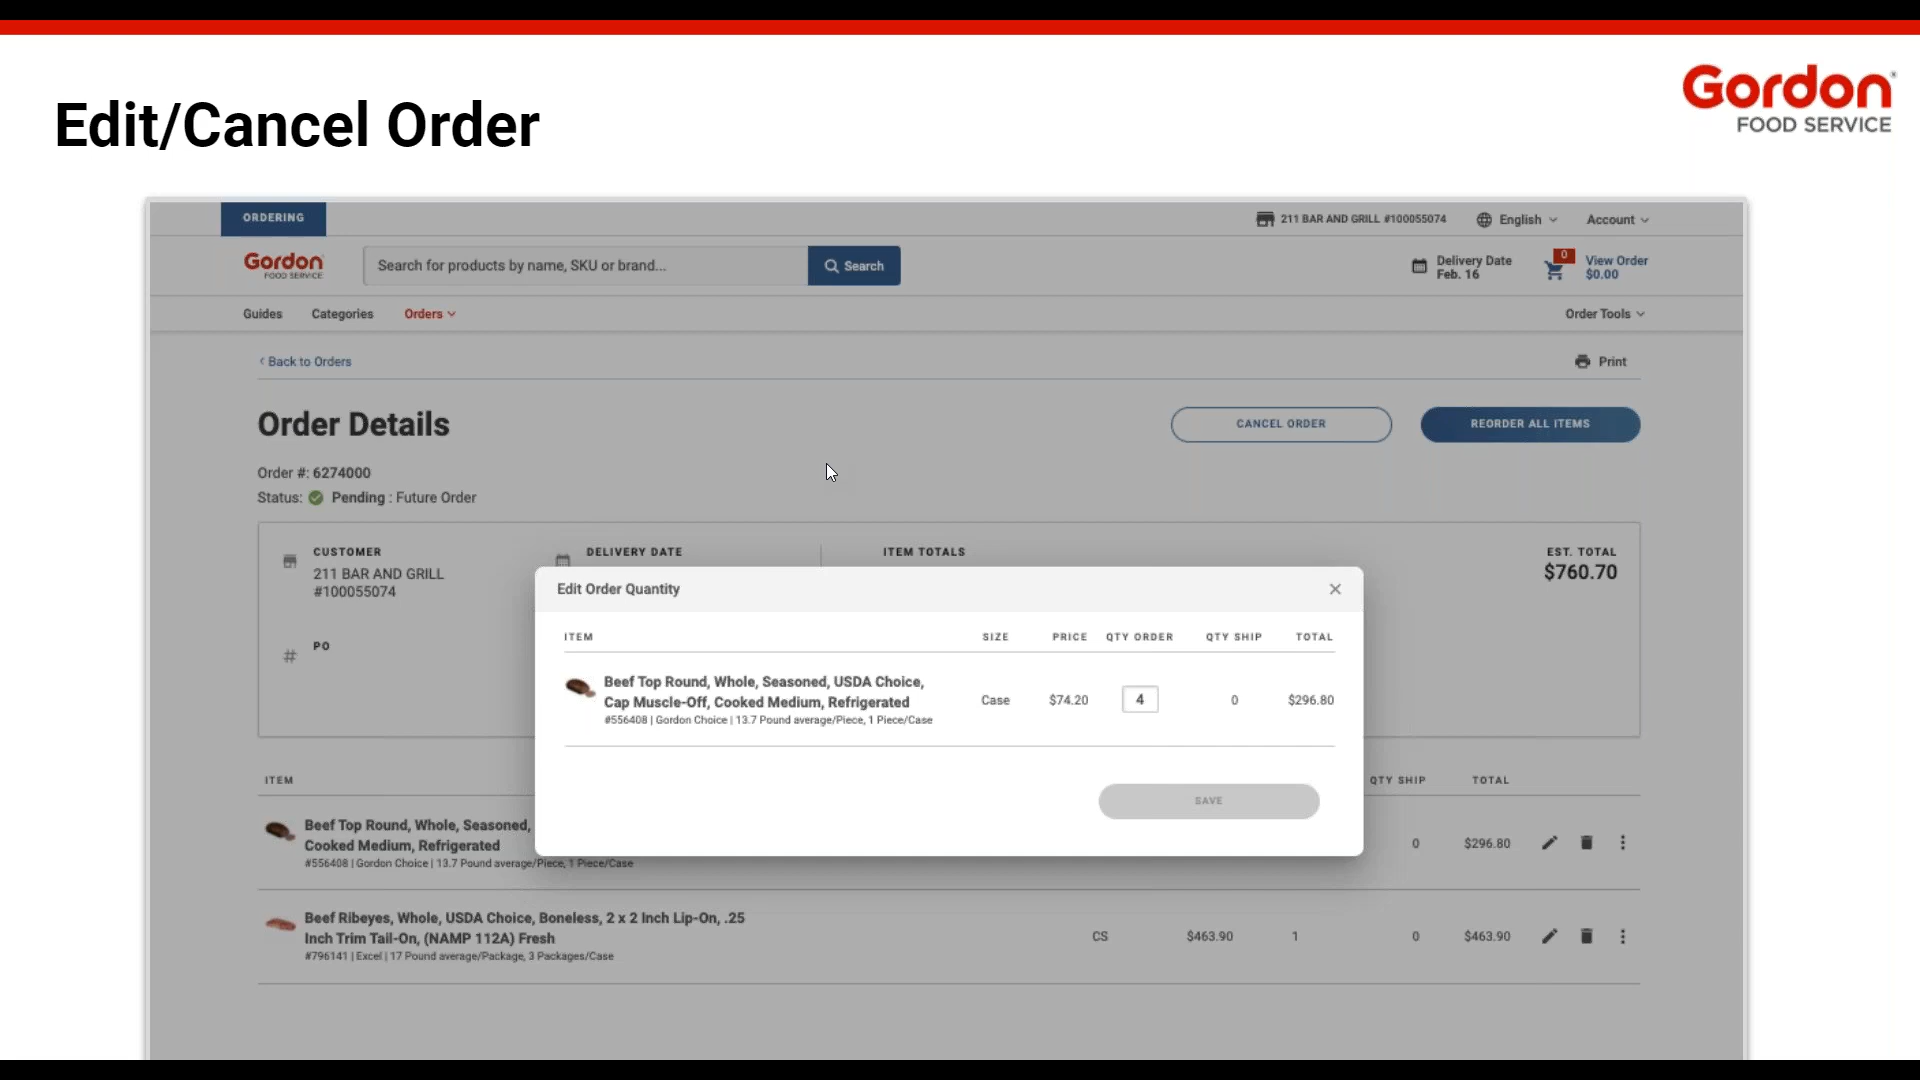 Gordon
FOOD SERVICE
Edit/Cancel Order
ORDERING
211 BAR AND GRILL #100055074
English
Account
Gordon
FOOD SERVICE
Search for products by name, SKU or brand...
Search
Delivery Date
Feb. 16
0
View Order
$0.00
Guides
Categories
Orders
Order Tools
Back to Orders
Print
Order Details
CANCEL ORDER
REORDER ALL ITEMS
Order #: 6274000
Status: Pending : Future Order
CUSTOMER
211 BAR AND GRILL
#100055074
DELIVERY DATE
ITEM TOTALS
EST. TOTAL
$760.70
# PO
Edit Order Quantity
ITEM SIZE PRICE QTY ORDER QTY SHIP TOTAL
Beef Top Round, Whole, Seasoned, USDA Choice,
Cap Muscle-Off, Cooked Medium, Refrigerated
#556408 | Gordon Choice | 13.7 Pound average/Piece, 1 Piece/Case
Case $74.20 4 0 $296.80
SAVE
ITEM QTY SHIP TOTAL
Beef Top Round, Whole, Seasoned,
Cooked Medium, Refrigerated
#556408 | Gordon Choice | 13.7 Pound average/Piece, 1 Piece/Case
0 $296.80
Beef Ribeyes, Whole, USDA Choice, Boneless, 2 x 2 Inch Lip-On, .25
Inch Trim Tail-On, (NAMP 112A) Fresh
#796141 | Excel | 17 Pound average/Package, 3 Packages/Case
CS $463.90 1 0 $463.90